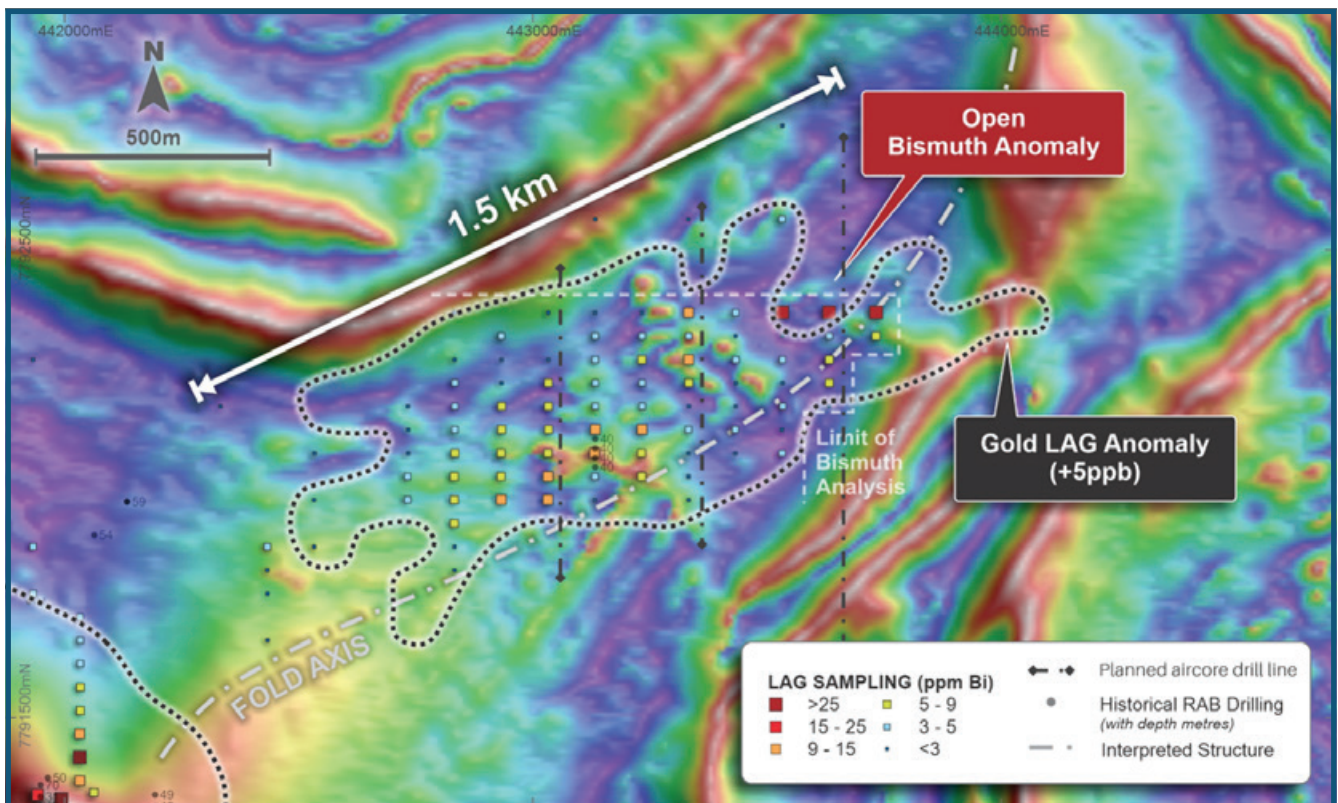 442000mE
443000mE
444000mE
N
500m
1.5 km
Open
Bismuth Anomaly
7792500mN
Gold LAG Anomaly
(+5ppb)
Limit of
Bismuth
Analysis
40
59
54
FOLD AXIS
7791500mN
50
70
49
LAG SAMPLING (ppm Bi)
>25
15 - 25
9 - 15
5 - 9
3 - 5
<3
Planned aircore drill line
Historical RAB Drilling
(with depth metres)
Interpreted Structure